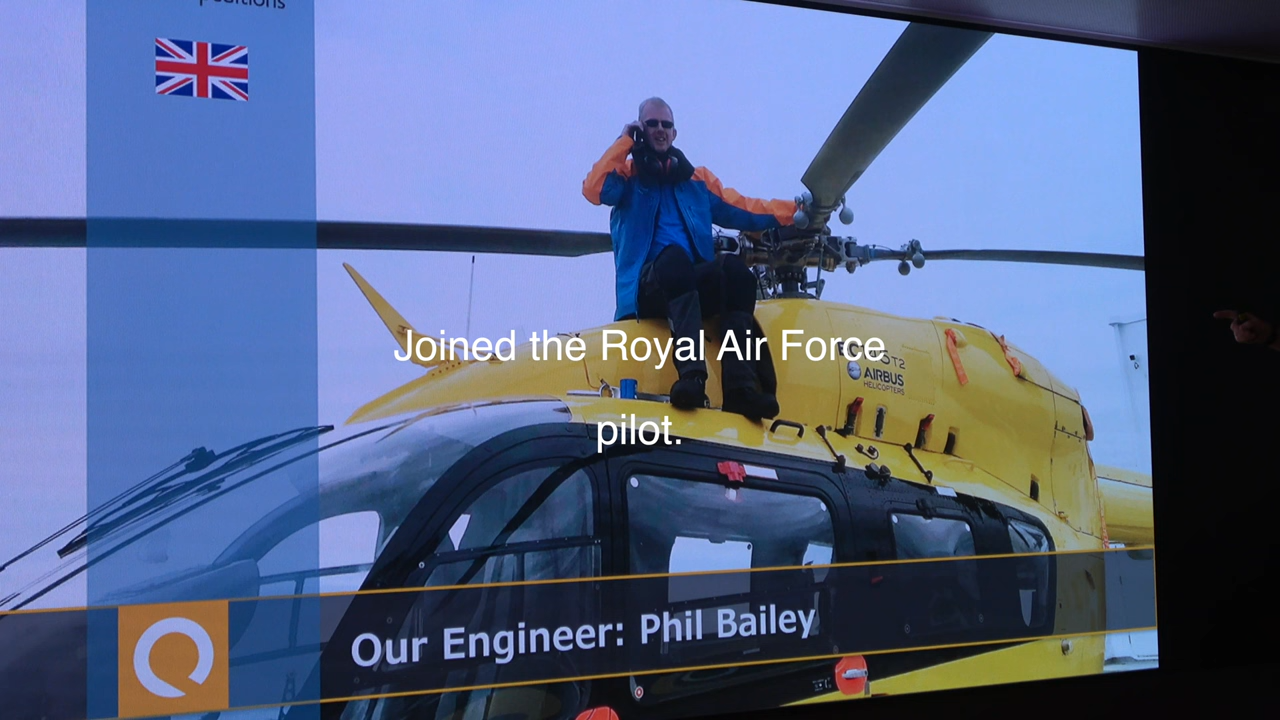 Joined the Royal Air Force
pilot.
AIRBUS
HELICOPTERS
Our Engineer: Phil Bailey